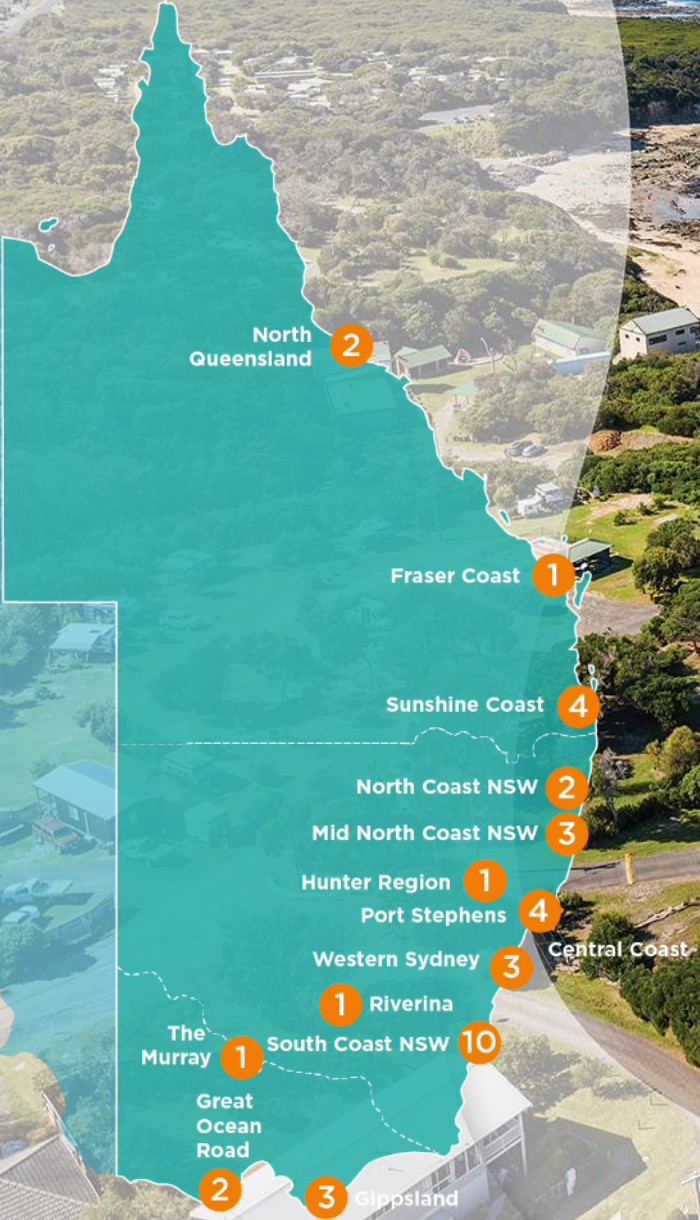 North
Queensland 2
Fraser Coast 1
Sunshine Coast 4
North Coast NSW 2
Mid North Coast NSW 3
Hunter Region 1
Port Stephens 4
Central Coast
Western Sydney 3
1 Riverina
The
Murray 1
South Coast NSW 10
Great
Ocean
Road
2
3 Gippsland